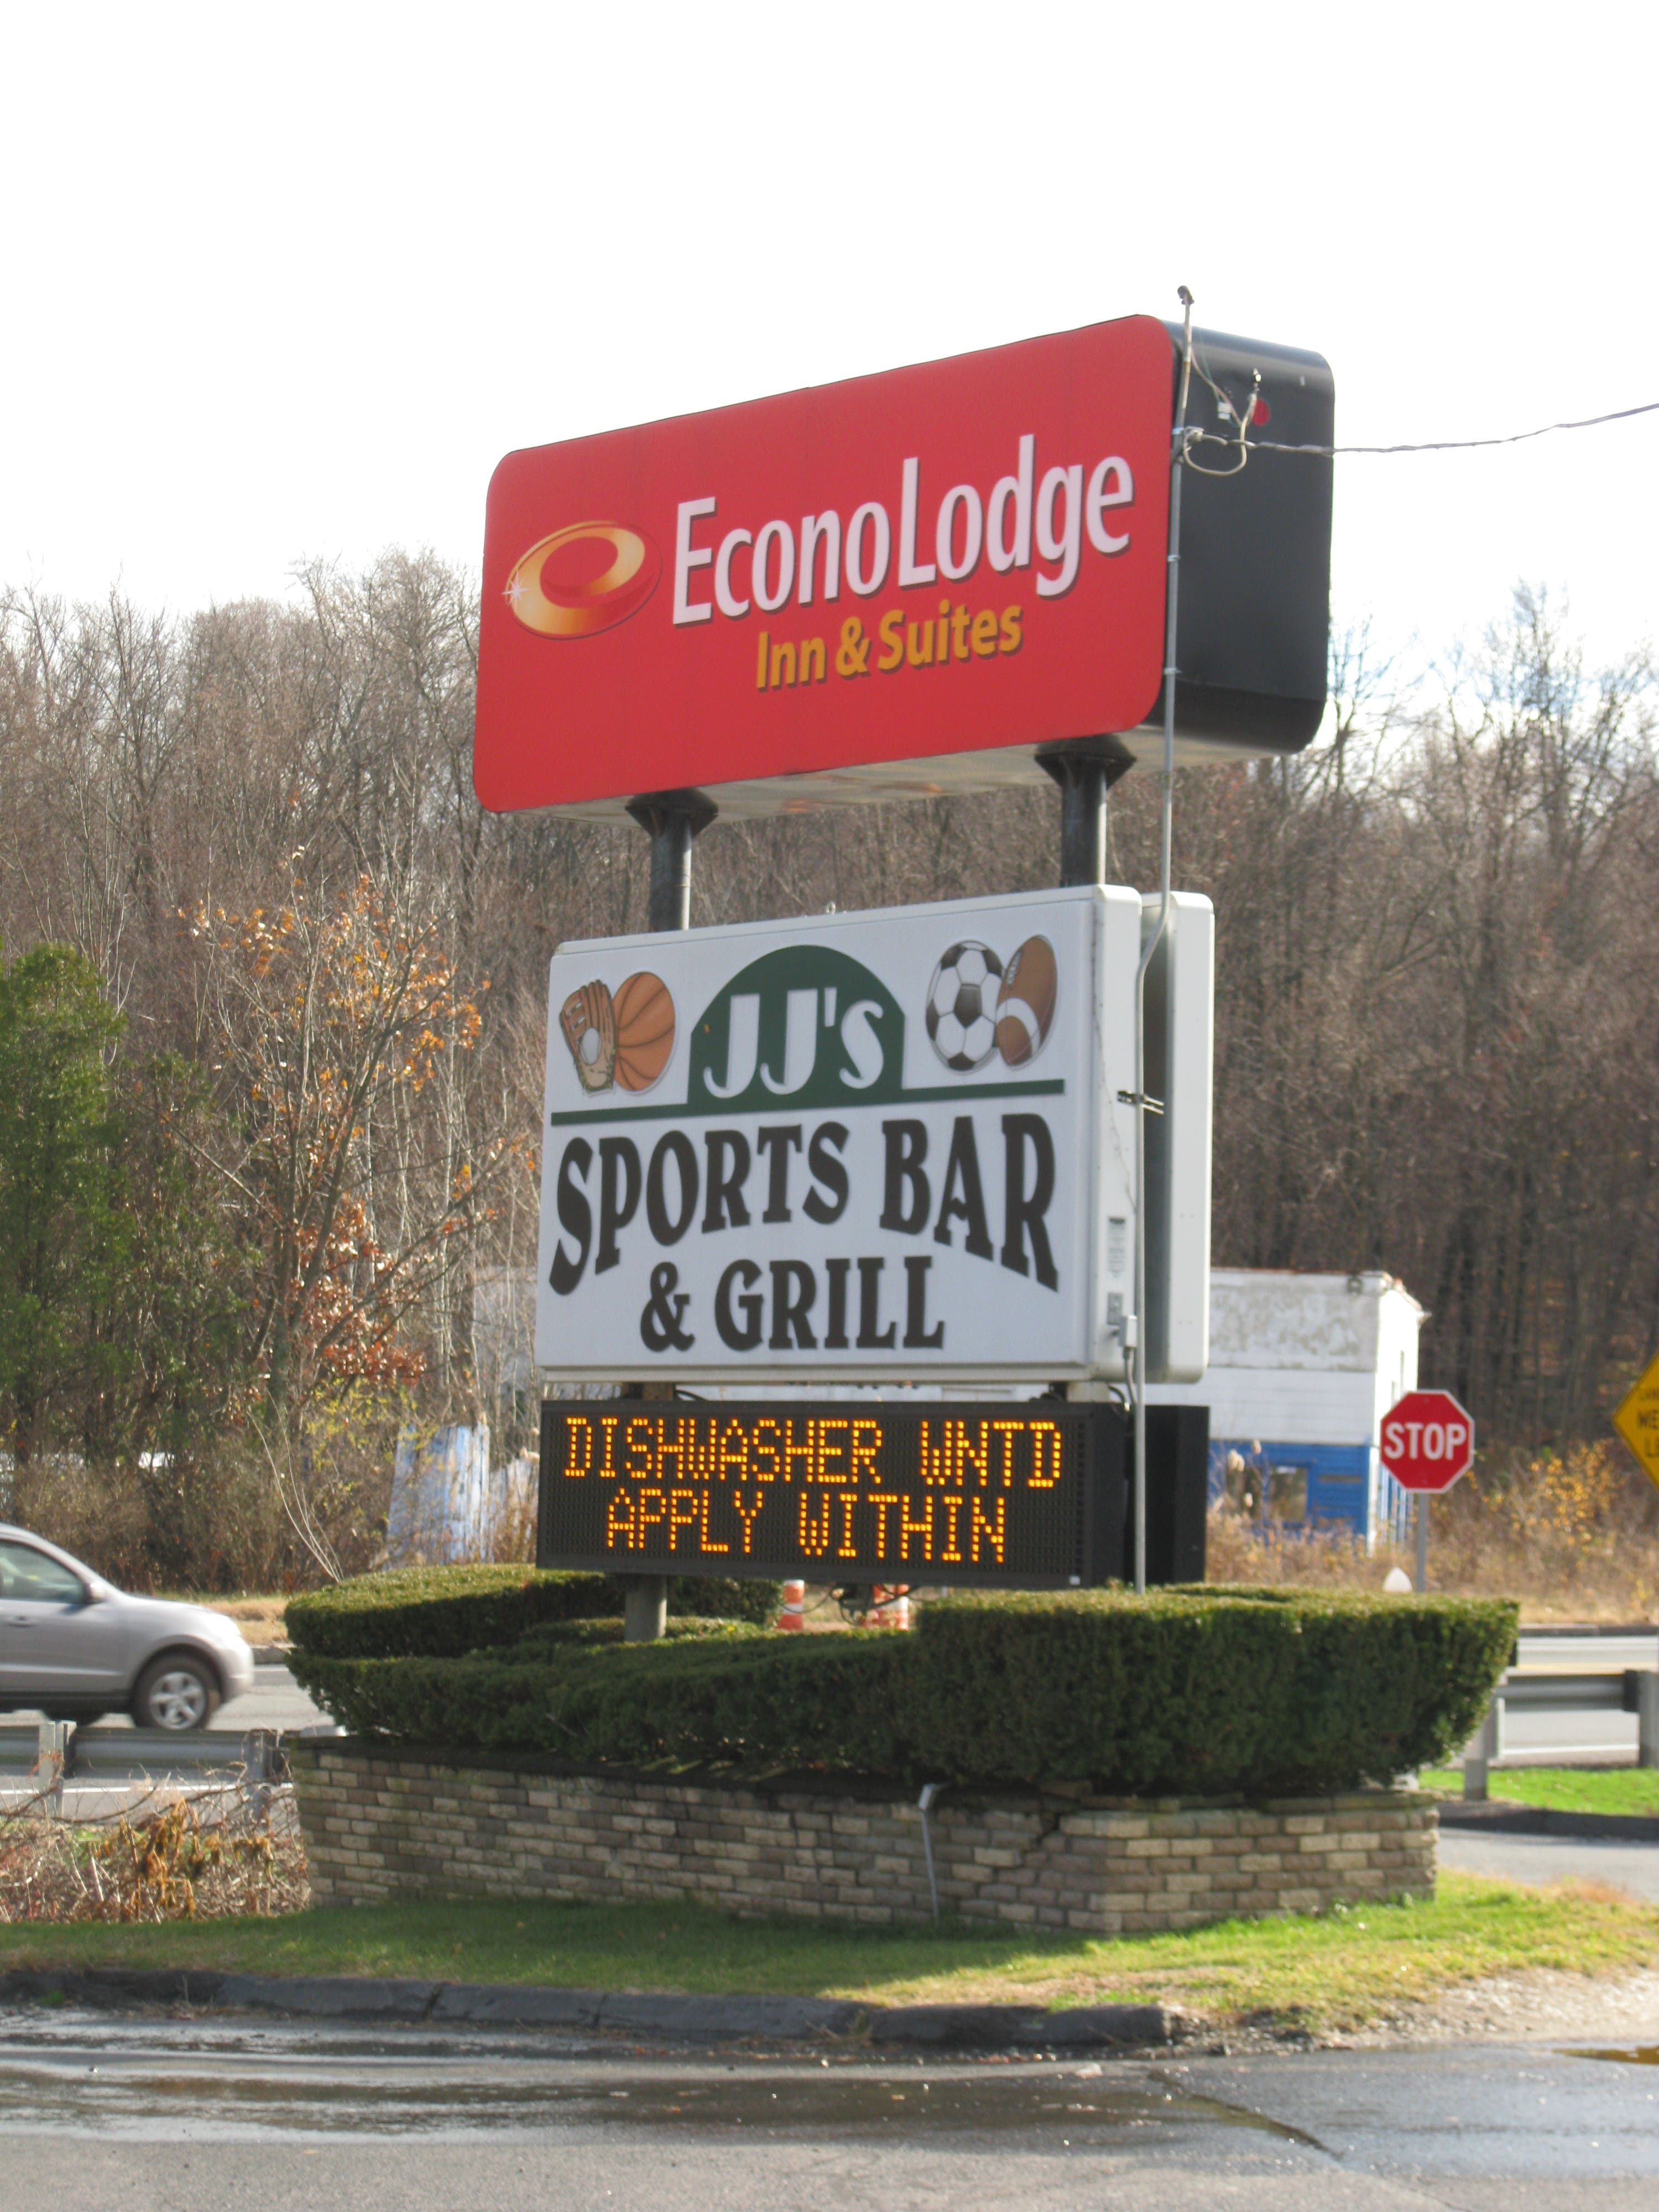 EconoLodge
Inn & Suites
JJ's
SPORTS BAR
& GRILL
DISHWASHER WNTD
APPLY WITHIN
STOP